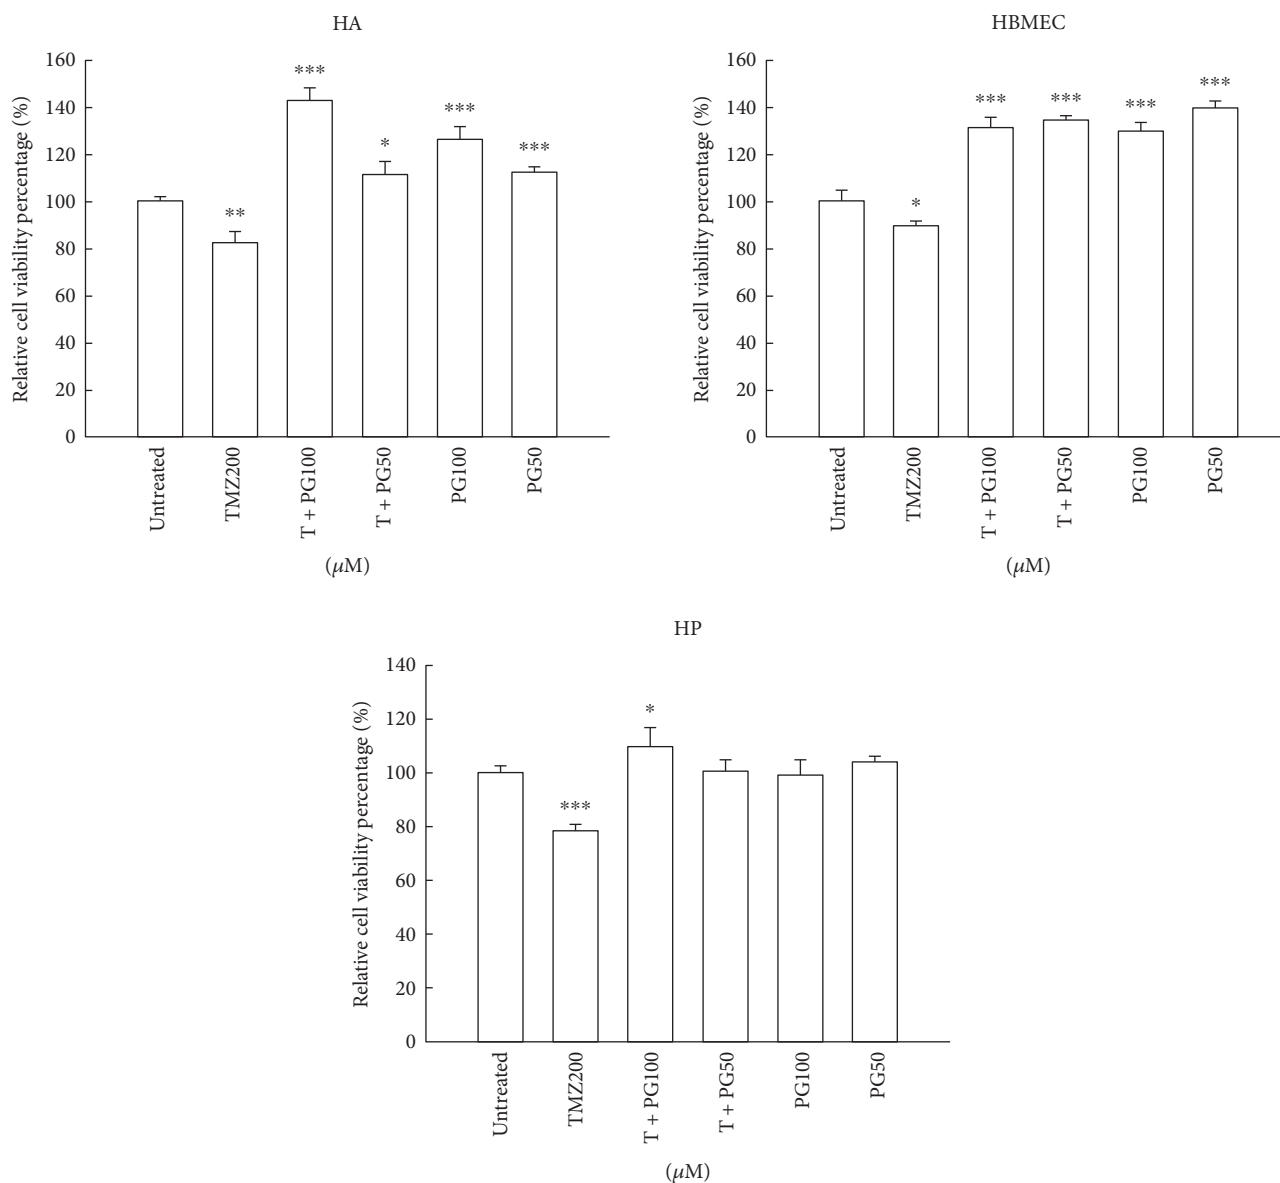 HA
Relative cell viability percentage (%)
160
140
120
100
80
60
40
20
0
***
***
*
***
**
Untreated
TMZ200
T + PG100
T + PG50
PG100
PG50
(μM)
HBMEC
Relative cell viability percentage (%)
160
140
120
100
80
60
40
20
0
***
***
***
***
*
Untreated
TMZ200
T + PG100
T + PG50
PG100
PG50
(μM)
HP
Relative cell viability percentage (%)
140
120
100
80
60
40
20
0
*
***
Untreated
TMZ200
T + PG100
T + PG50
PG100
PG50
(μM)